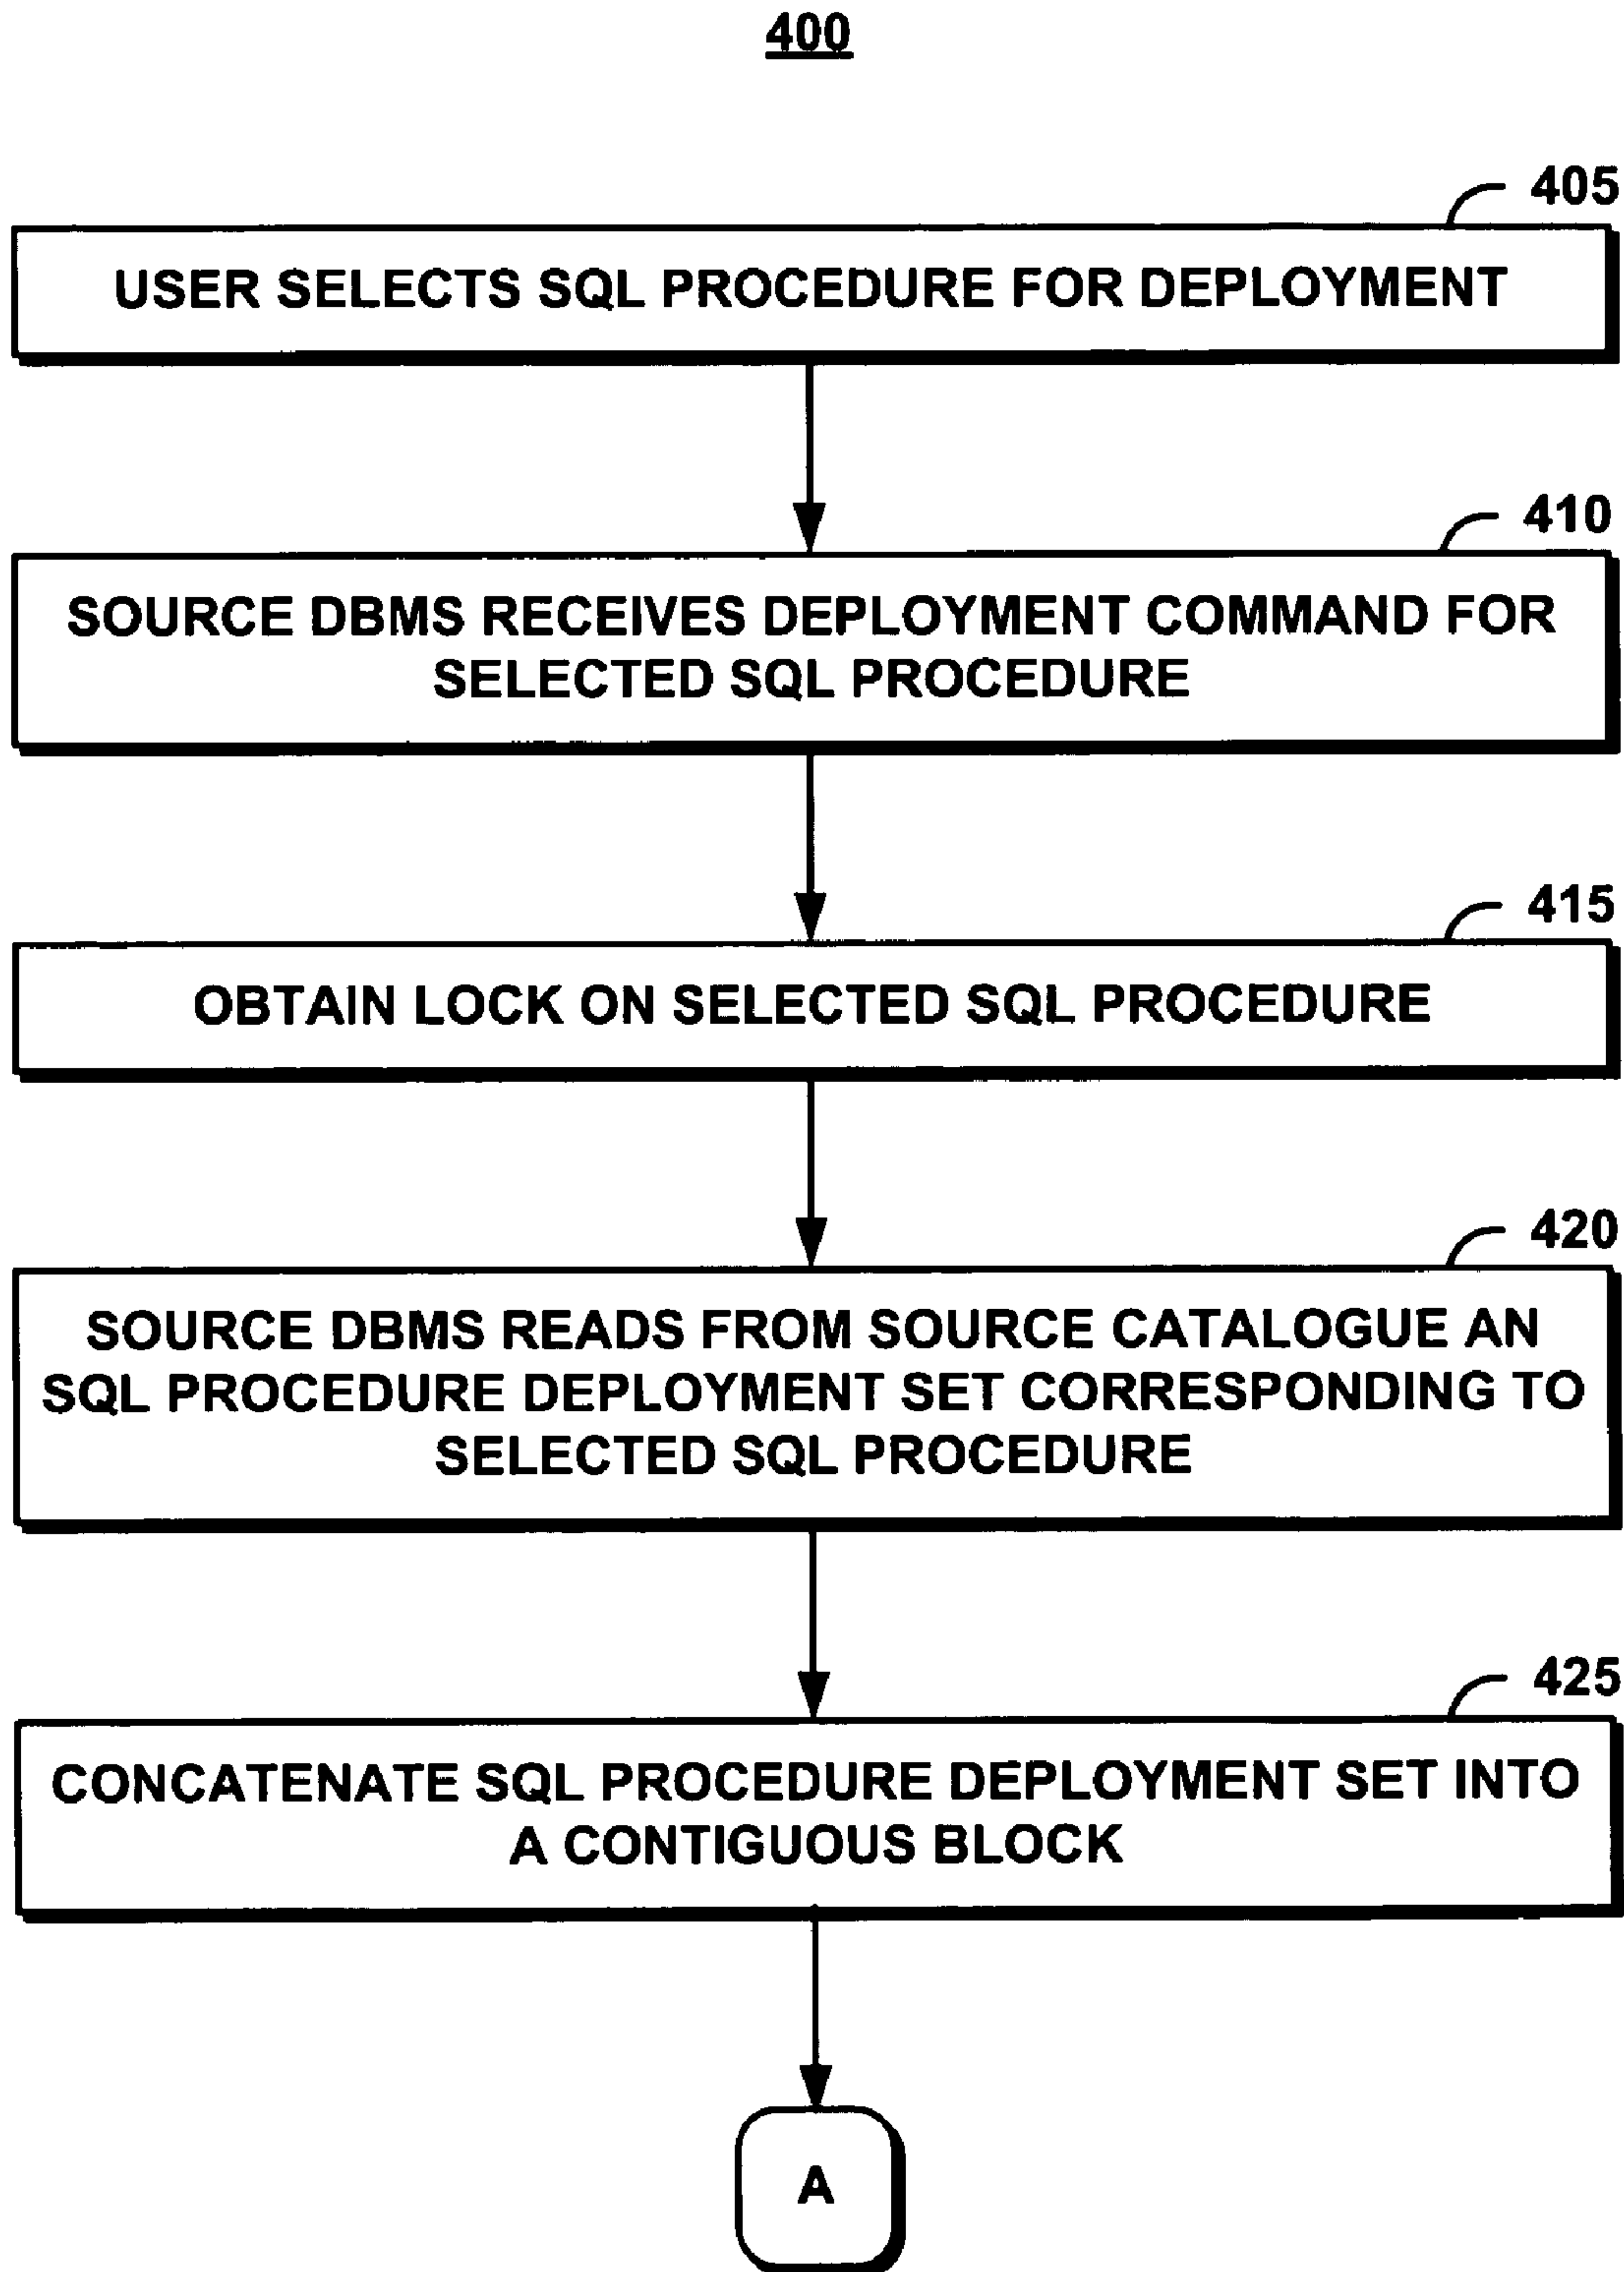 400
405
USER SELECTS SQL PROCEDURE FOR DEPLOYMENT
410
SOURCE DBMS RECEIVES DEPLOYMENT COMMAND FOR
SELECTED SQL PROCEDURE
415
OBTAIN LOCK ON SELECTED SQL PROCEDURE
420
SOURCE DBMS READS FROM SOURCE CATALOGUE AN
SQL PROCEDURE DEPLOYMENT SET CORRESPONDING TO
SELECTED SQL PROCEDURE
425
CONCATENATE SQL PROCEDURE DEPLOYMENT SET INTO
A CONTIGUOUS BLOCK
A